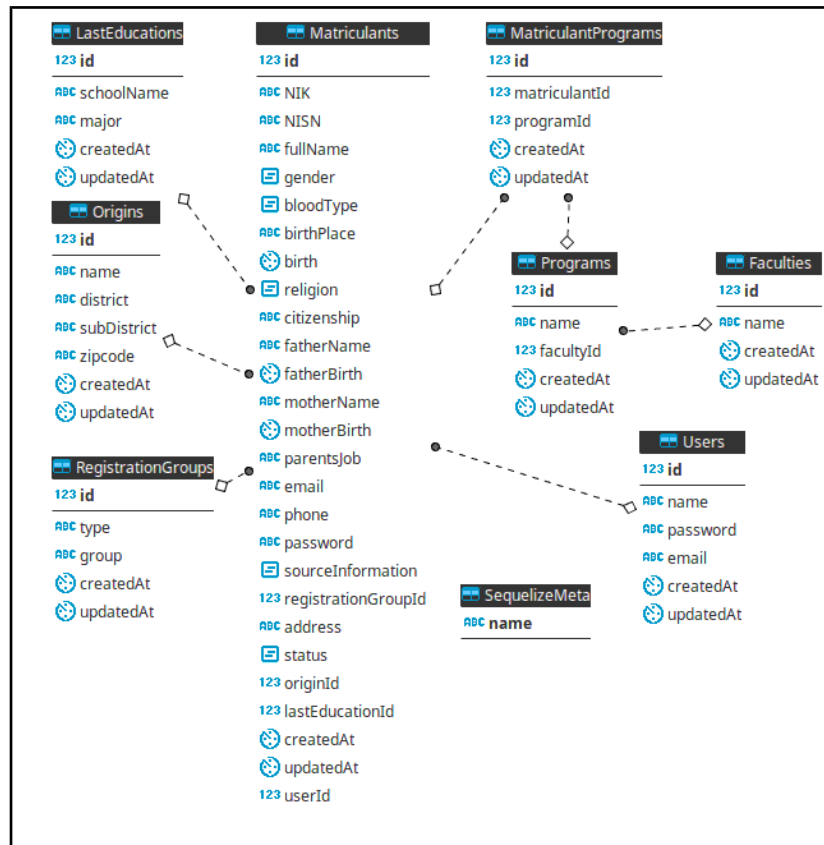 LastEducations
123 id
ABC schoolName
ABC major
createdAt
updatedAt
Origins
123 id
ABC name
ABC district
ABC subDistrict
ABC zipcode
createdAt
updatedAt
RegistrationGroups
123 id
ABC type
ABC group
createdAt
updatedAt
Matriculants
123 id
ABC NIK
ABC NISN
ABC fullName
gender
bloodType
ABC birthPlace
birth
religion
ABC citizenship
ABC fatherName
fatherBirth
ABC motherName
motherBirth
ABC parentsJob
ABC email
ABC phone
ABC password
sourceInformation
123 registrationGroupId
ABC address
status
123 originId
123 lastEducationId
createdAt
updatedAt
123 userId
MatriculantPrograms
123 id
123 matriculantId
123 programId
createdAt
updatedAt
Programs
123 id
ABC name
123 facultyId
createdAt
updatedAt
Faculties
123 id
ABC name
createdAt
updatedAt
Users
123 id
ABC name
ABC password
ABC email
createdAt
updatedAt
SequelizeMeta
ABC name